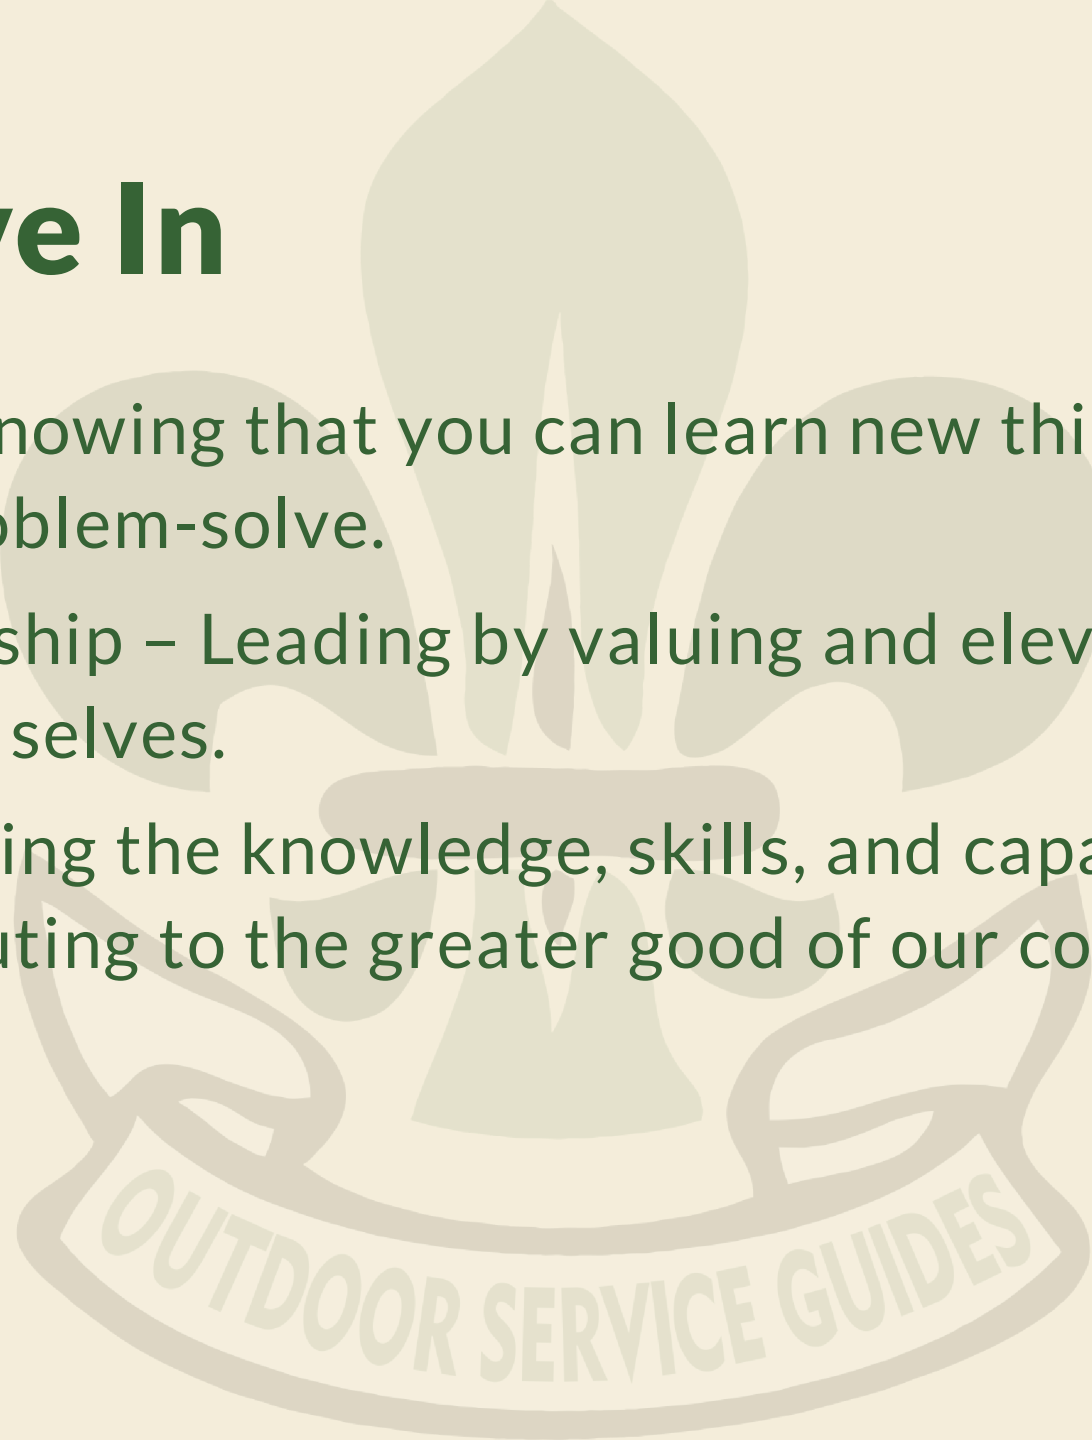 ve In
nowing that you can learn new thi
oblem-solve.
ship – Leading by valuing and elev
selves.
ing the knowledge, skills, and capa
uting to the greater good of our co
OUTDOOR SERVICE GUIDES